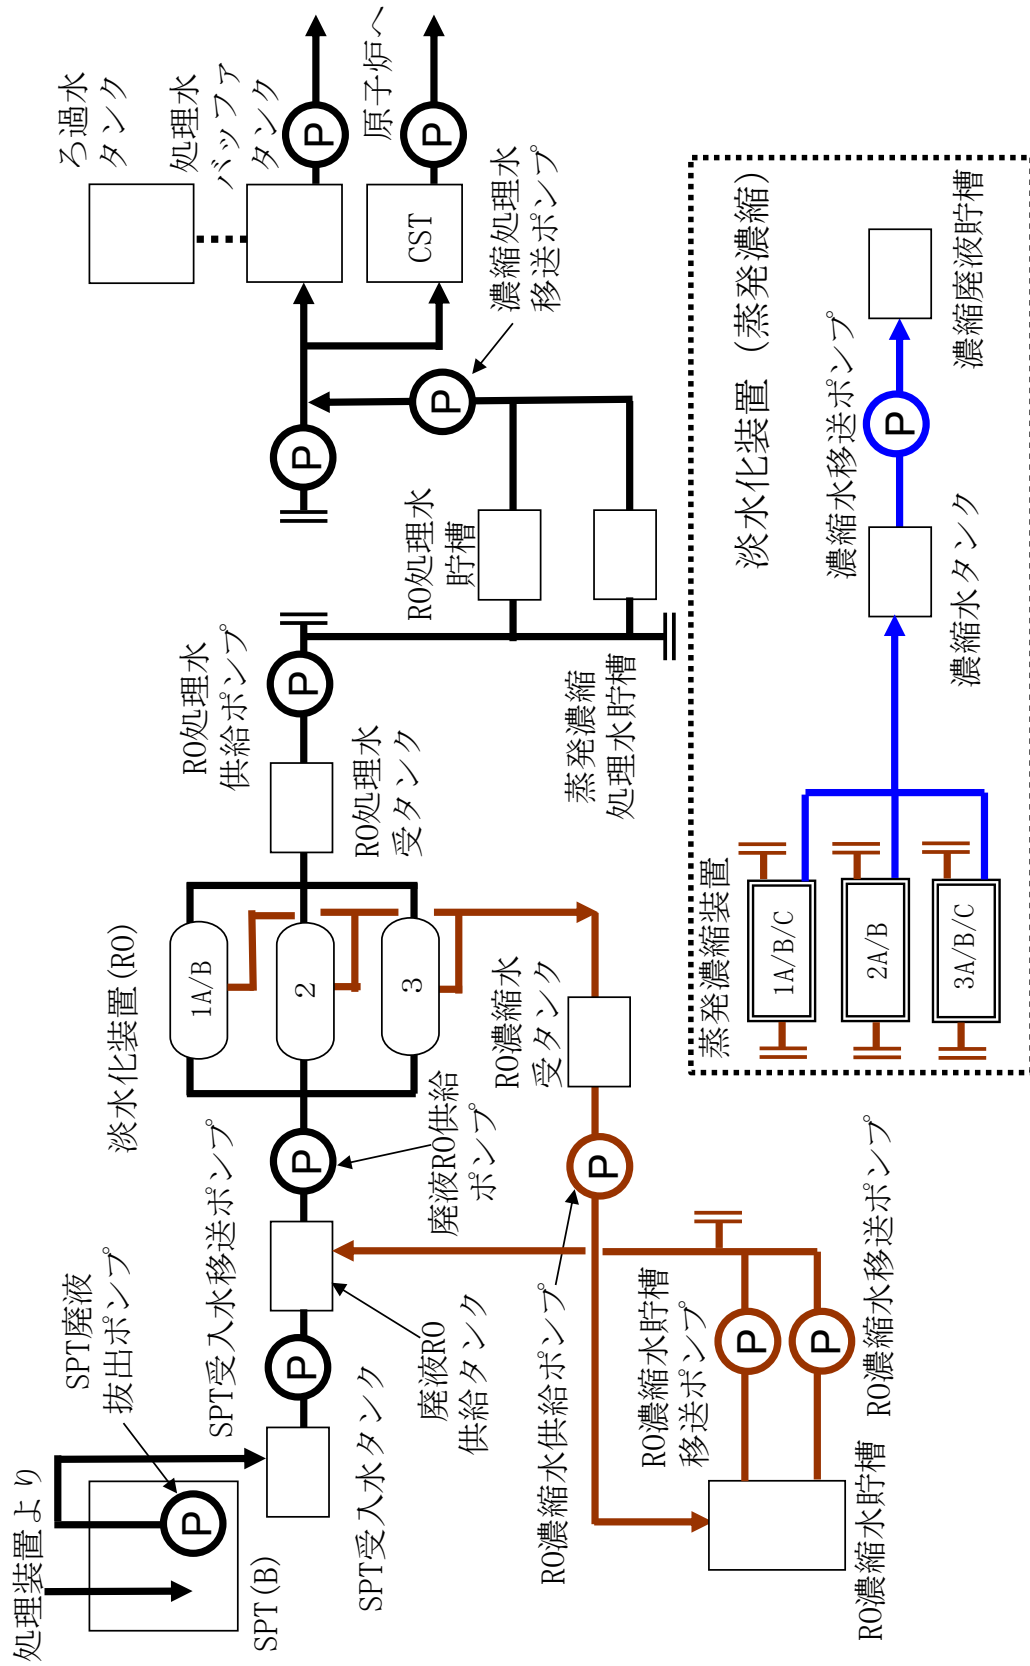 処理装置より
SPT(B)
SPT廃液
抜出ポンプ
P
SPT受入水タンク
SPT受入水移送ポンプ
P
廃液RO
供給タンク
廃液RO供給
ポンプ
P
淡水化装置(RO)
1A/B
2
3
RO処理水
受タンク
RO処理水
供給ポンプ
P
RO処理水
貯槽
蒸発濃縮
処理水貯槽
P
濃縮処理水
移送ポンプ
P
ろ過水
タンク
処理水
バッファ
タンク
P
CST
P
原子炉へ
RO濃縮水
受タンク
RO濃縮水供給ポンプ
P
RO濃縮水貯槽
RO濃縮水貯槽
移送ポンプ
P
RO濃縮水移送ポンプ
P
淡水化装置(蒸発濃縮)
蒸発濃縮装置
1A/B/C
2A/B
3A/B/C
濃縮水タンク
濃縮水移送ポンプ
P
濃縮廃液貯槽